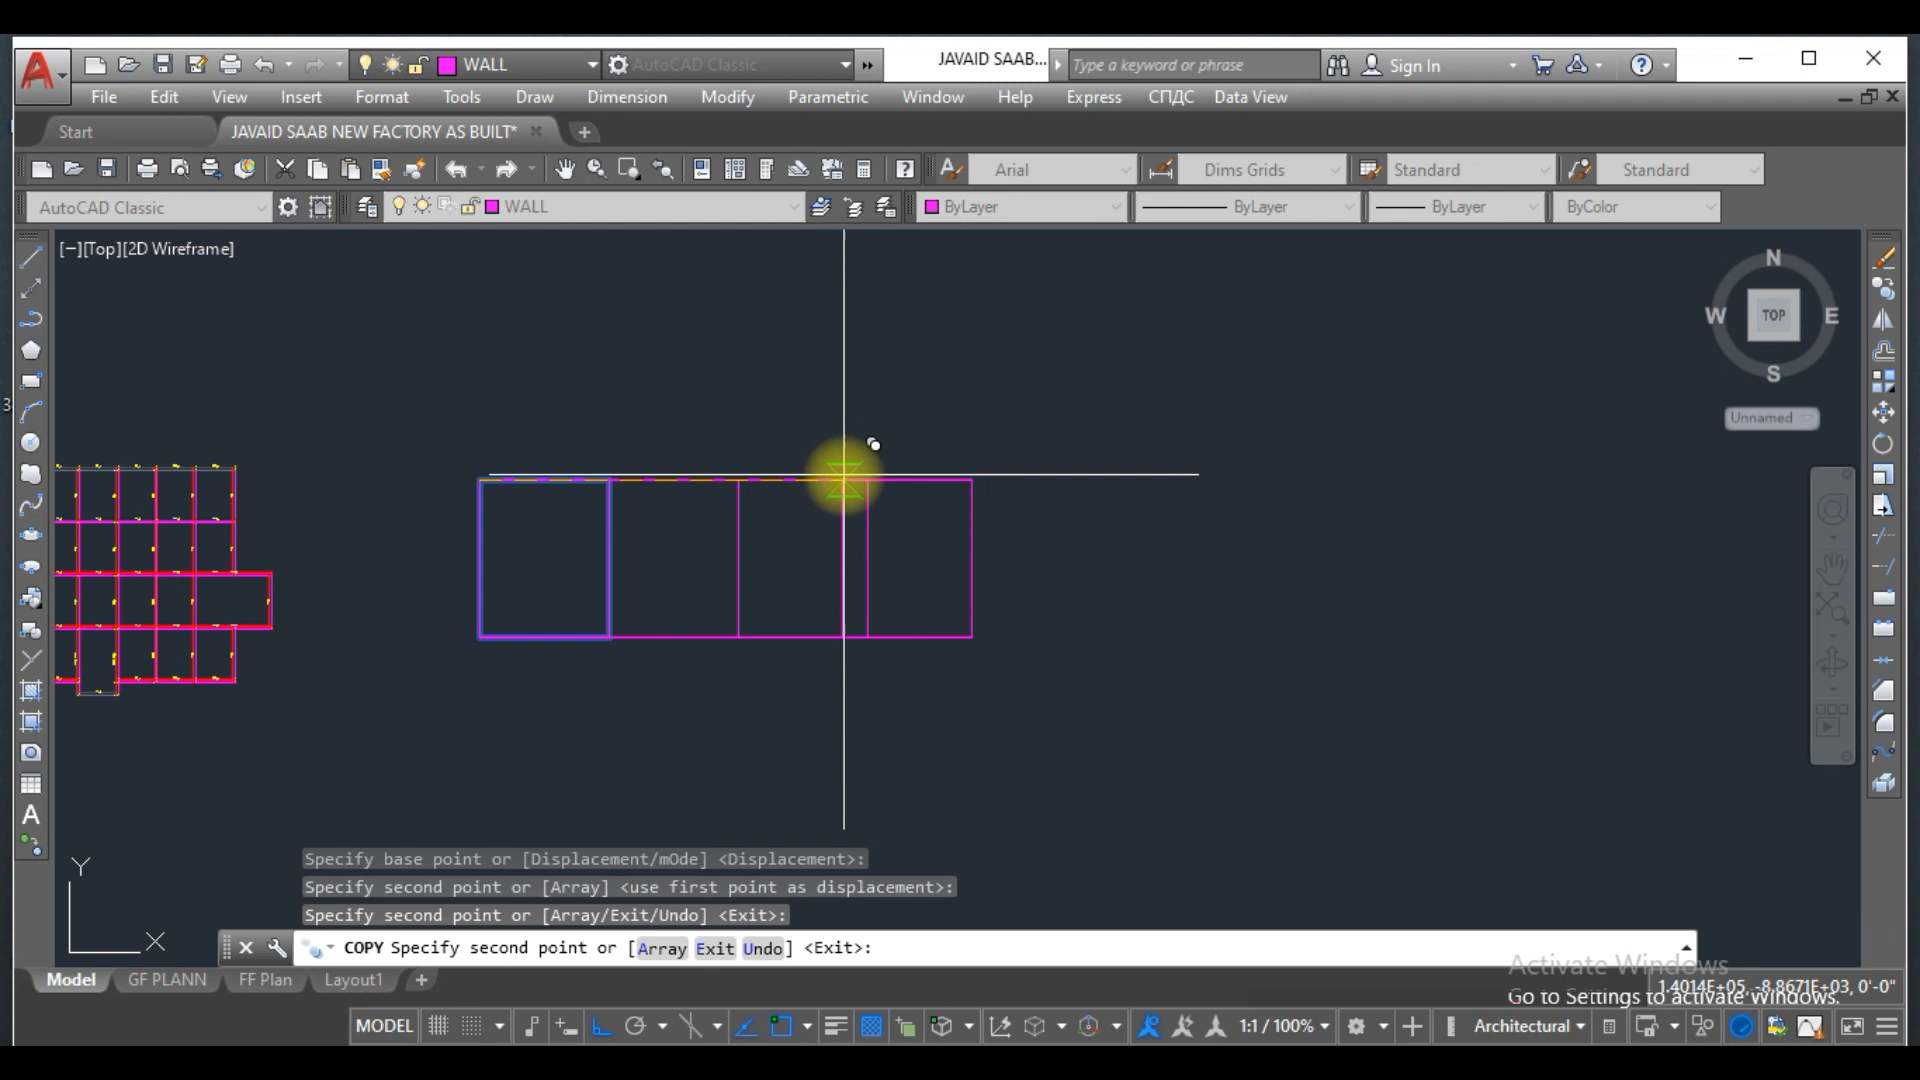 WALL
AutoCAD Classic
JAVAID SAAB...
Type a keyword or phrase
Sign In
File Edit View Insert Format Tools Draw Dimension Modify Parametric Window Help Express СПДС Data View
Start
JAVAID SAAB NEW FACTORY AS BUILT*
Arial
Dims Grids
Standard
Standard
AutoCAD Classic
WALL
ByLayer
ByLayer
ByLayer
ByColor
[−][Top][2D Wireframe]
N
W TOP E
S
3
Unnamed
Specify base point or [Displacement/mOde] <Displacement>:
Specify second point or [Array] <use first point as displacement>:
Specify second point or [Array/Exit/Undo] <Exit>:
Y
X
COPY Specify second point or [Array Exit Undo] <Exit>:
Activate Windows
Go to Settings to activate Windows.
1.4014E+05, -8.8671E+03, 0'-0"
Model GF PLANN FF Plan Layout1 +
MODEL
1:1 / 100%
Architectural